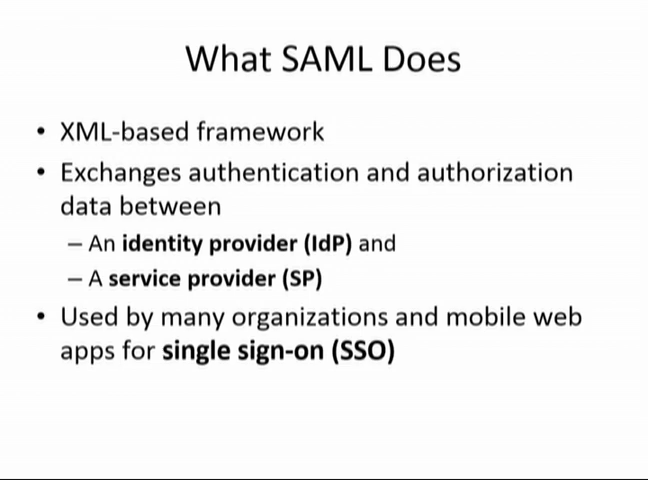 What SAML Does
• XML-based framework
• Exchanges authentication and authorization
data between
– An identity provider (IdP) and
– A service provider (SP)
• Used by many organizations and mobile web
apps for single sign-on (SSO)